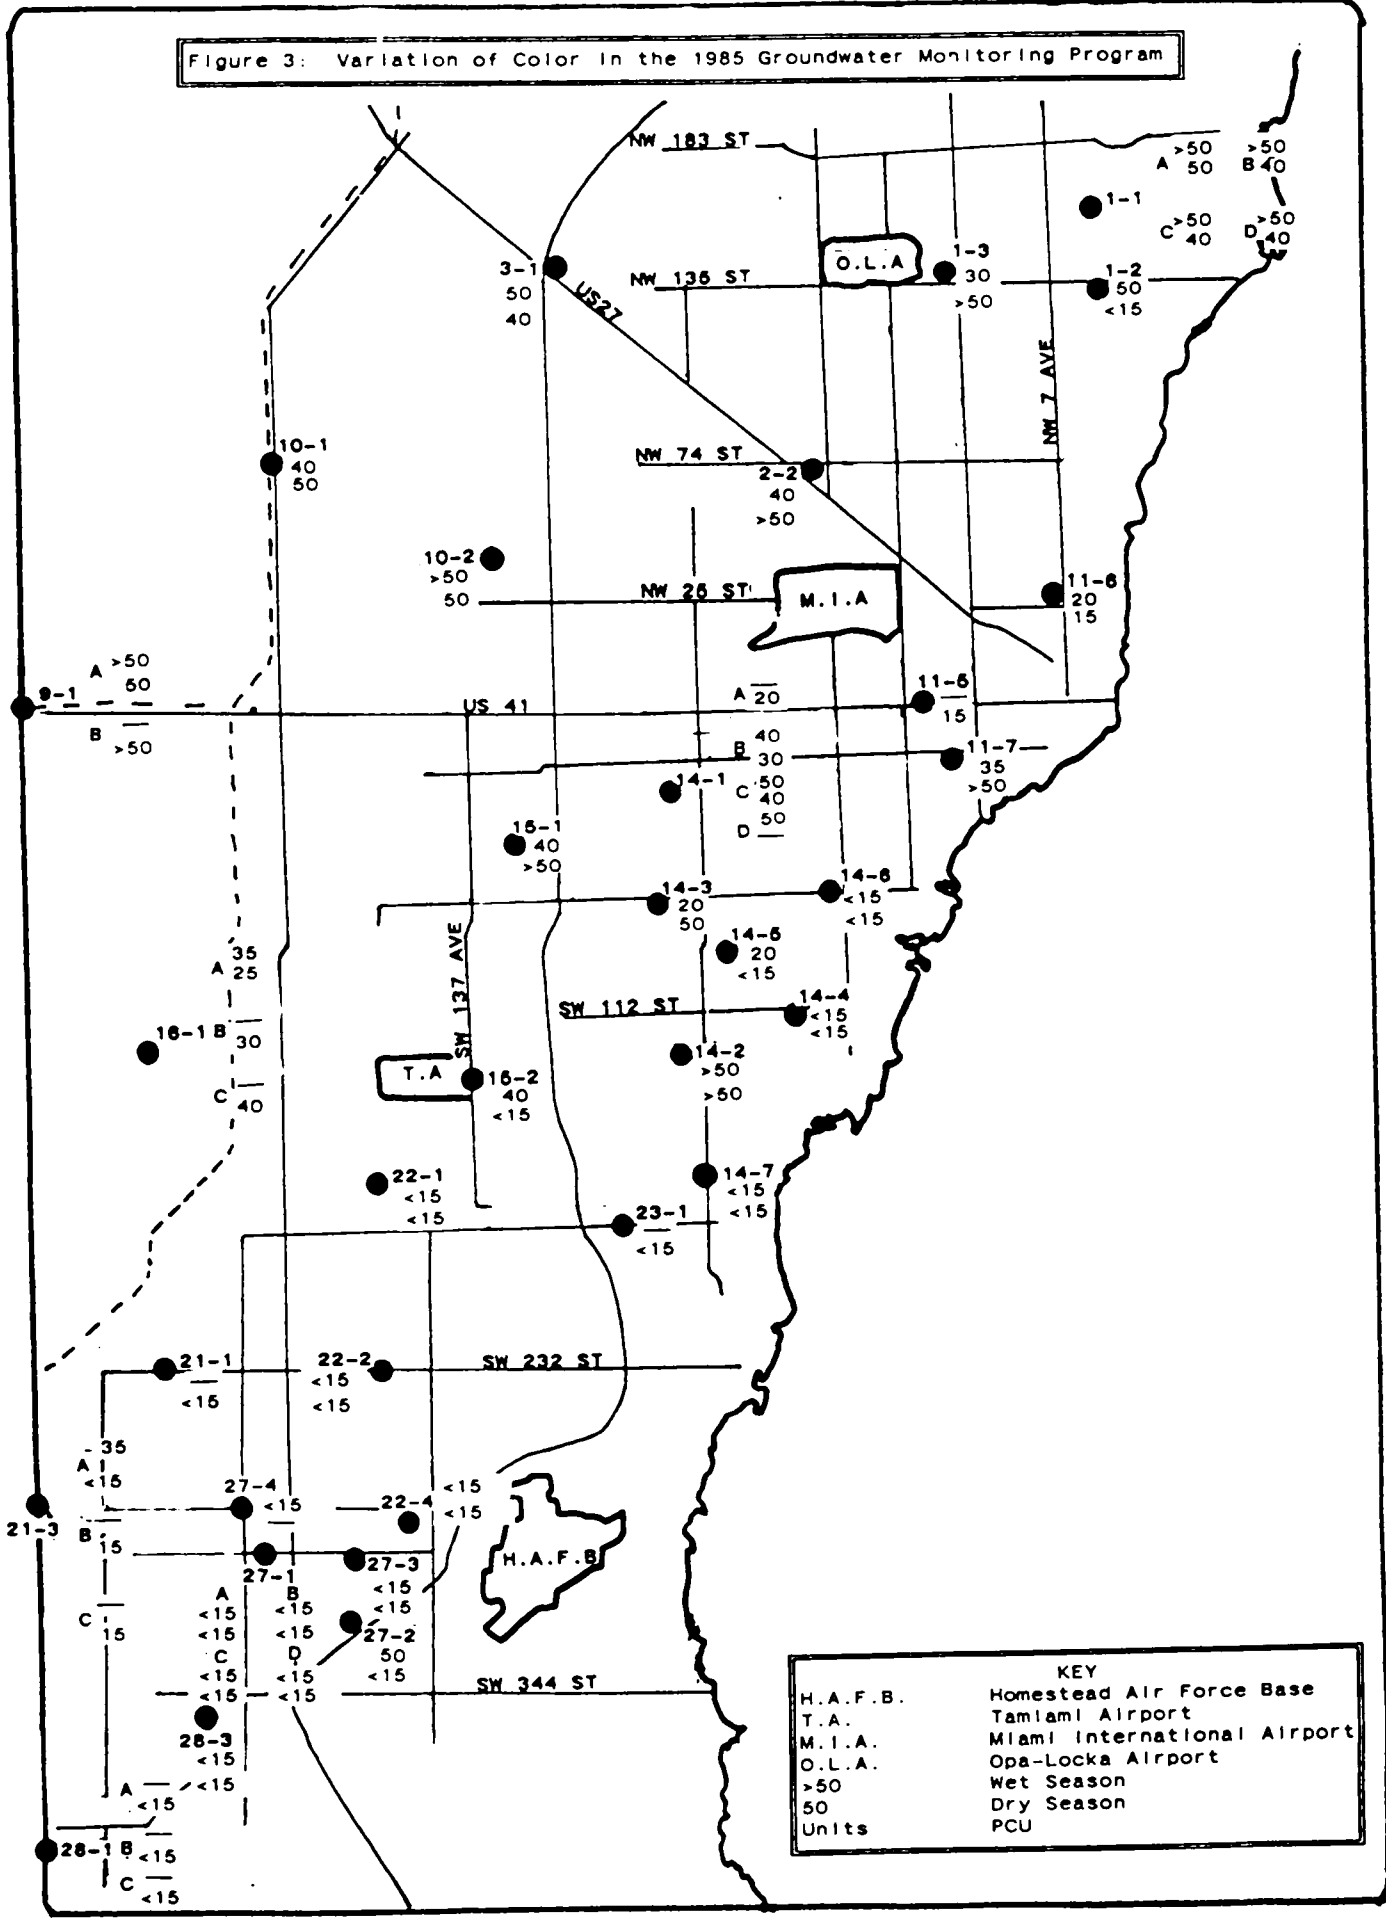 Figure 3: Variation of Color in the 1985 Groundwater Monitoring Program
NW 183 ST
A >50 50
B >50 40
1-1
C >50 40
D >50 40
O.L.A
1-3
30
>50
1-2
50
<15
3-1
50
40
NW 135 ST
US27
NW 7 AVE
10-1
40
50
NW 74 ST
2-2
40
>50
10-2
>50
50
NW 25 ST
M.I.A
11-6
20
15
9-1
A >50 50
B — >50
US 41
A — 20
B 40 30
C 50 40
D 50 —
11-5
—
15
11-7
35
>50
14-1
15-1
40
>50
14-3
20
50
14-6
<15
<15
14-5
20
<15
SW 137 AVE
A 35 25
16-1
B — 30
C — 40
SW 112 ST
14-4
<15
<15
14-2
>50
>50
T.A
15-2
40
<15
22-1
<15
<15
14-7
<15
<15
23-1
—
<15
21-1
—
<15
22-2
<15
<15
SW 232 ST
A 35 <15
21-3
B — 15
C — 15
27-4
<15
—
22-4
<15
<15
H.A.F.B
27-1
A <15 <15
B <15 <15
C <15 <15
D <15 <15
27-3
<15
<15
27-2
50
<15
SW 344 ST
28-3
<15
<15
28-1
A — <15
B — <15
C — <15
KEY
H.A.F.B. Homestead Air Force Base
T.A. Tamiami Airport
M.I.A. Miami International Airport
O.L.A. Opa-Locka Airport
>50 Wet Season
50 Dry Season
Units PCU